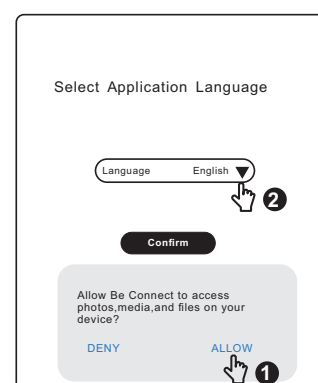 Select Application Language
Language English
2
Confirm
Allow Be Connect to access
photos,media,and files on your
device?
DENY ALLOW
1